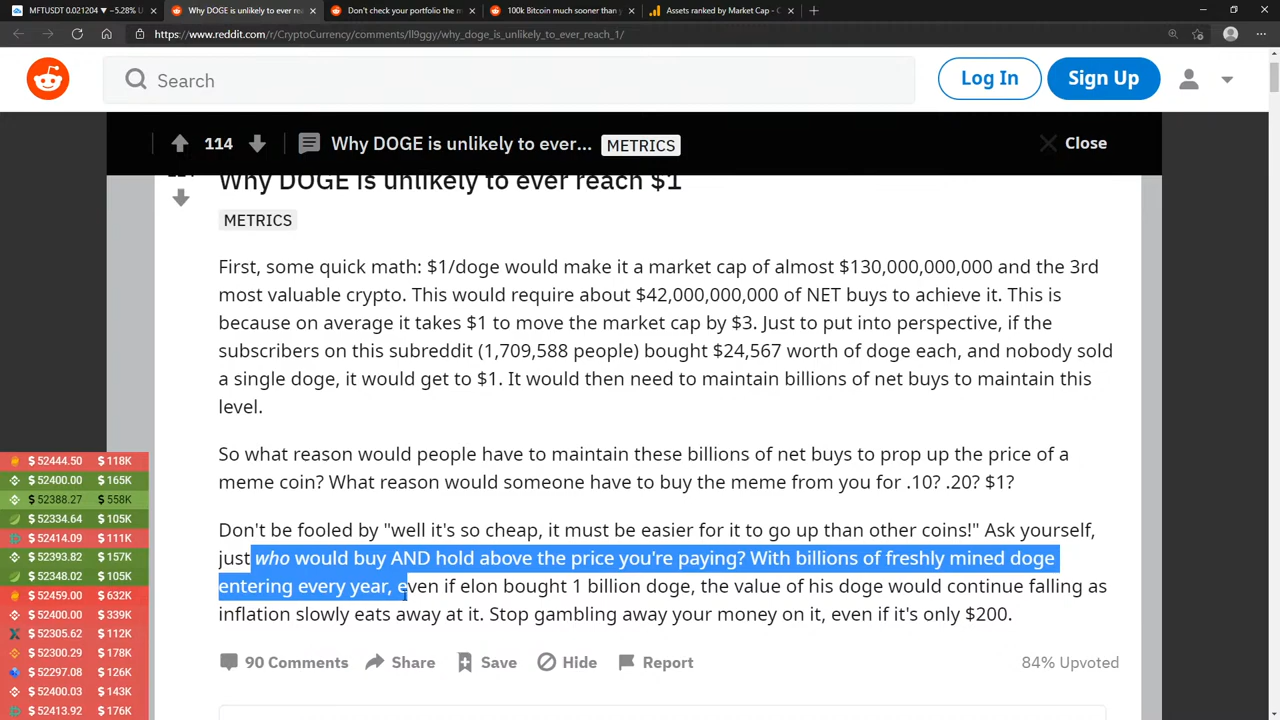 MFTUSDT 0.021204 ▼ −5.28% U
Why DOGE is unlikely to ever rea
Don't check your portfolio the m
100k Bitcoin much sooner than y
Assets ranked by Market Cap - C
https://www.reddit.com/r/CryptoCurrency/comments/ll9ggy/why_doge_is_unlikely_to_ever_reach_1/
Search
Log In
Sign Up
114
Why DOGE is unlikely to ever...
METRICS
Close
Why DOGE is unlikely to ever reach $1
METRICS
First, some quick math: $1/doge would make it a market cap of almost $130,000,000,000 and the 3rd
most valuable crypto. This would require about $42,000,000,000 of NET buys to achieve it. This is
because on average it takes $1 to move the market cap by $3. Just to put into perspective, if the
subscribers on this subreddit (1,709,588 people) bought $24,567 worth of doge each, and nobody sold
a single doge, it would get to $1. It would then need to maintain billions of net buys to maintain this
level.
So what reason would people have to maintain these billions of net buys to prop up the price of a
meme coin? What reason would someone have to buy the meme from you for .10? .20? $1?
Don't be fooled by "well it's so cheap, it must be easier for it to go up than other coins!" Ask yourself,
just who would buy AND hold above the price you're paying? With billions of freshly mined doge
entering every year, even if elon bought 1 billion doge, the value of his doge would continue falling as
inflation slowly eats away at it. Stop gambling away your money on it, even if it's only $200.
90 Comments
Share
Save
Hide
Report
84% Upvoted
$ 52444.50 $ 118K
$ 52400.00 $ 165K
$ 52388.27 $ 558K
$ 52334.64 $ 105K
$ 52414.09 $ 111K
$ 52393.82 $ 157K
$ 52348.02 $ 105K
$ 52459.00 $ 632K
$ 52400.00 $ 339K
$ 52305.62 $ 112K
$ 52300.29 $ 178K
$ 52297.08 $ 126K
$ 52400.03 $ 143K
$ 52413.92 $ 176K